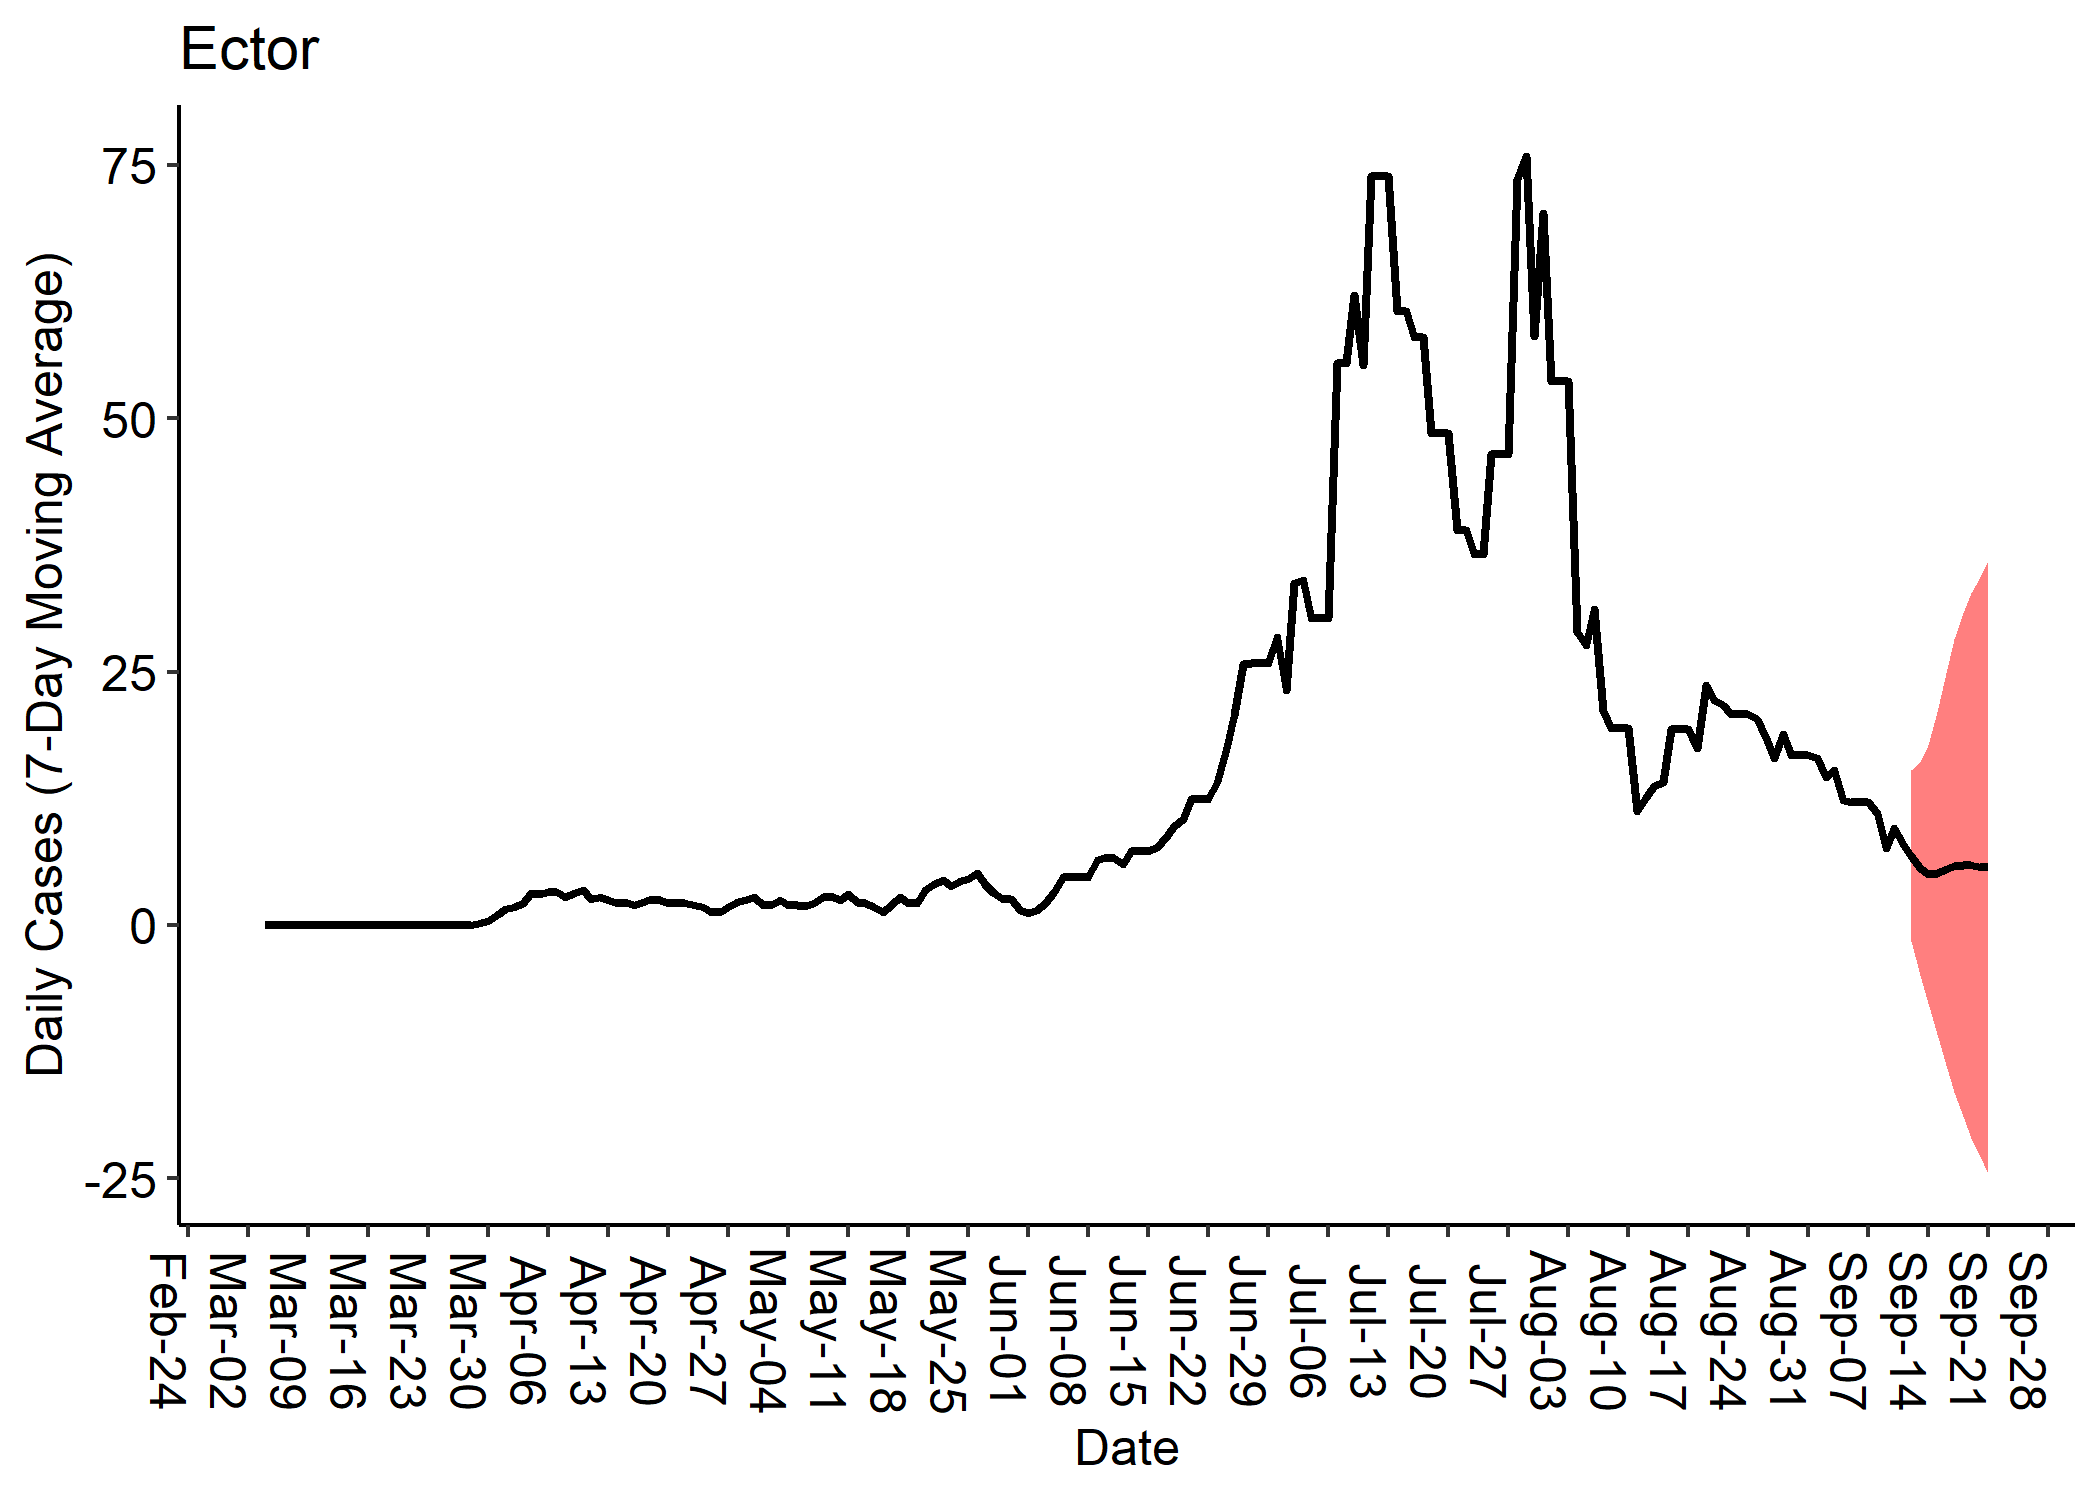 Ector
Daily Cases (7-Day Moving Average)
75
50
25
0
-25
Feb-24
Mar-02
Mar-09
Mar-16
Mar-23
Mar-30
Apr-06
Apr-13
Apr-20
Apr-27
May-04
May-11
May-18
May-25
Jun-01
Jun-08
Jun-15
Jun-22
Jun-29
Jul-06
Jul-13
Jul-20
Jul-27
Aug-03
Aug-10
Aug-17
Aug-24
Aug-31
Sep-07
Sep-14
Sep-21
Sep-28
Date